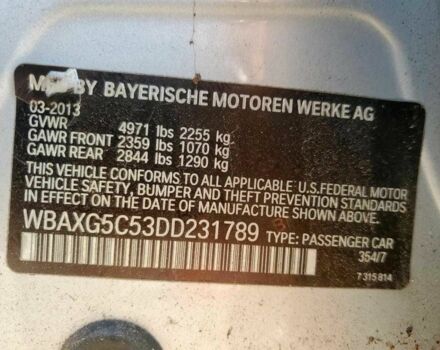 BY BAYERISCHE MOTOREN WERKE AG
03-2013
GVWR 4971 lbs 2255 kg
GAWR FRONT 2359 lbs 1070 kg
GAWR REAR 2844 lbs 1290 kg
THIS VEHICLE CONFORMS TO ALL APPLICABLE U.S.FEDERAL MOTOR
VEHICLE SAFETY, BUMPER, AND THEFT PREVENTION STANDARDS
IN EFFECT ON THE DATE OF MANUFACTURE SHOWN ABOVE.
WBAXG5C53DD231789 TYPE: PASSENGER CAR
354/7
7 315 814